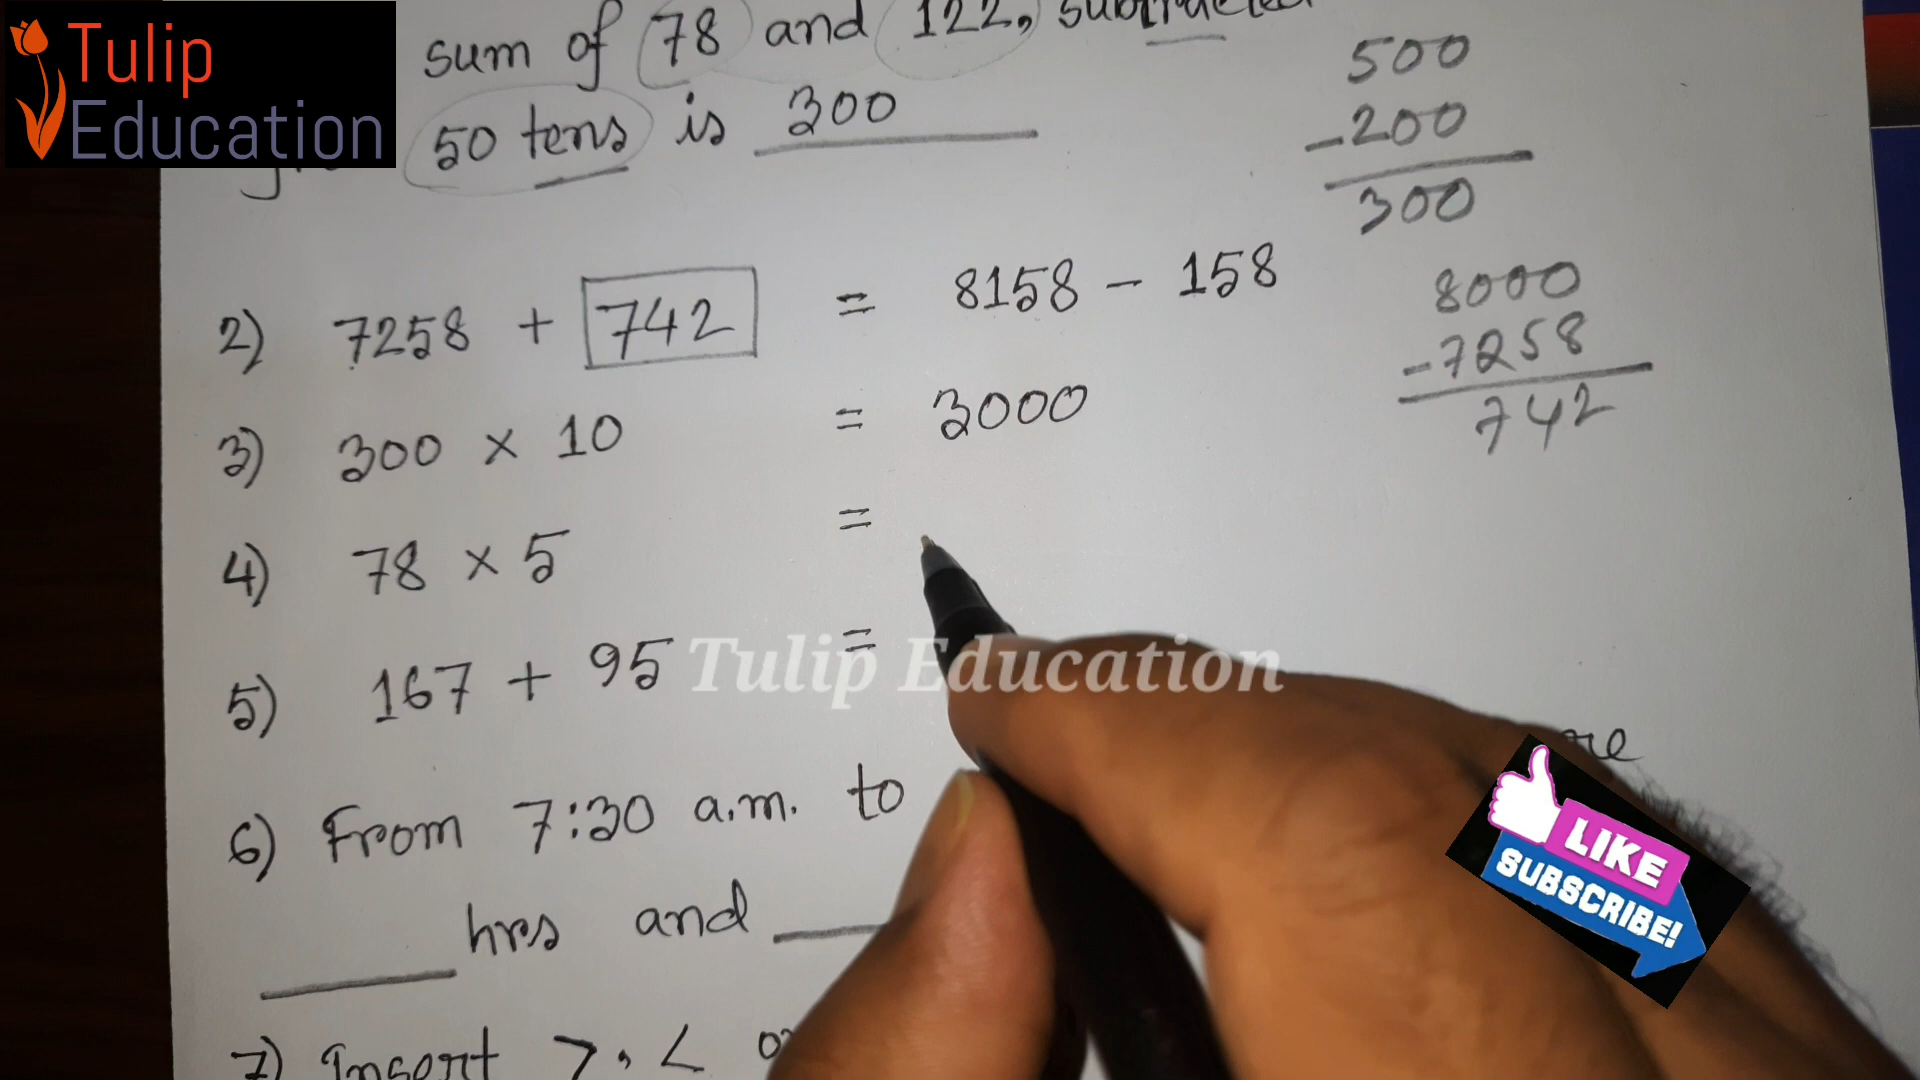 Tulip
Education
sum of 78 and 122, subtracted
50 tens is 300
500
-200
300
2) 7258 + 742 = 8158 - 158
8000
-7258
742
3) 300 x 10 = 3000
4) 78 x 5 =
5) 167 + 95 =
Tulip Education
6) From 7:30 a.m. to
hrs and
7) Insert >, <
LIKE
SUBSCRIBE!